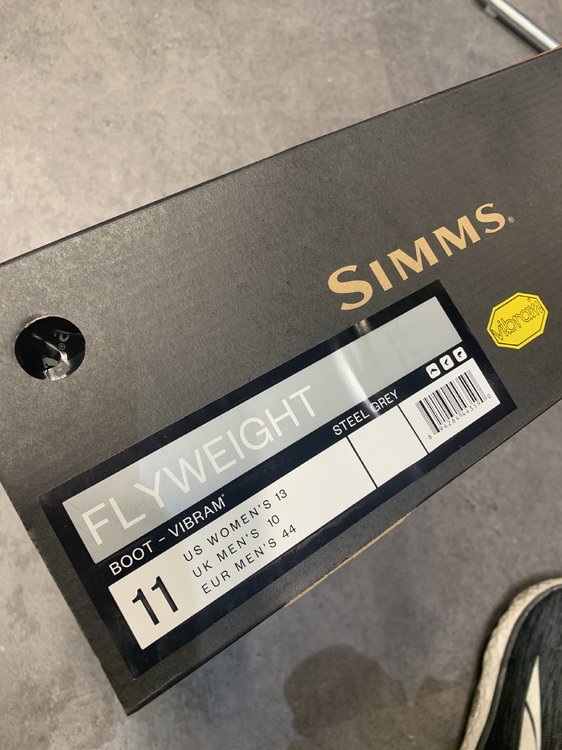 SIMMS®
vibram
FLYWEIGHT
STEEL GREY
BOOT - VIBRAM®
11
US WOMEN'S 13
UK MEN'S 10
EUR MEN'S 44